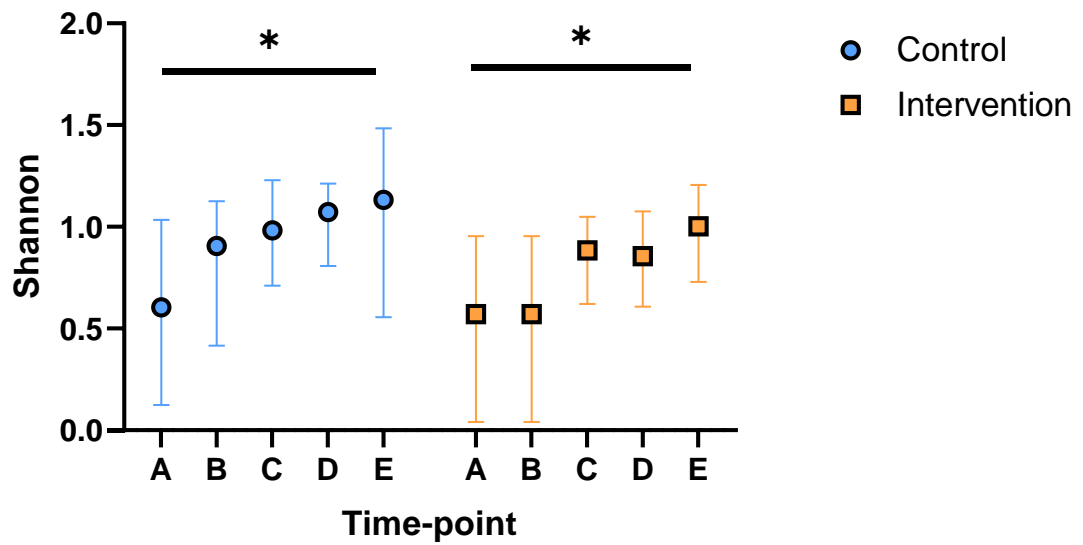 2.0
1.5
1.0
0.5
0.0
Shannon
* *
A B C D E A B C D E
Time-point
Control
Intervention